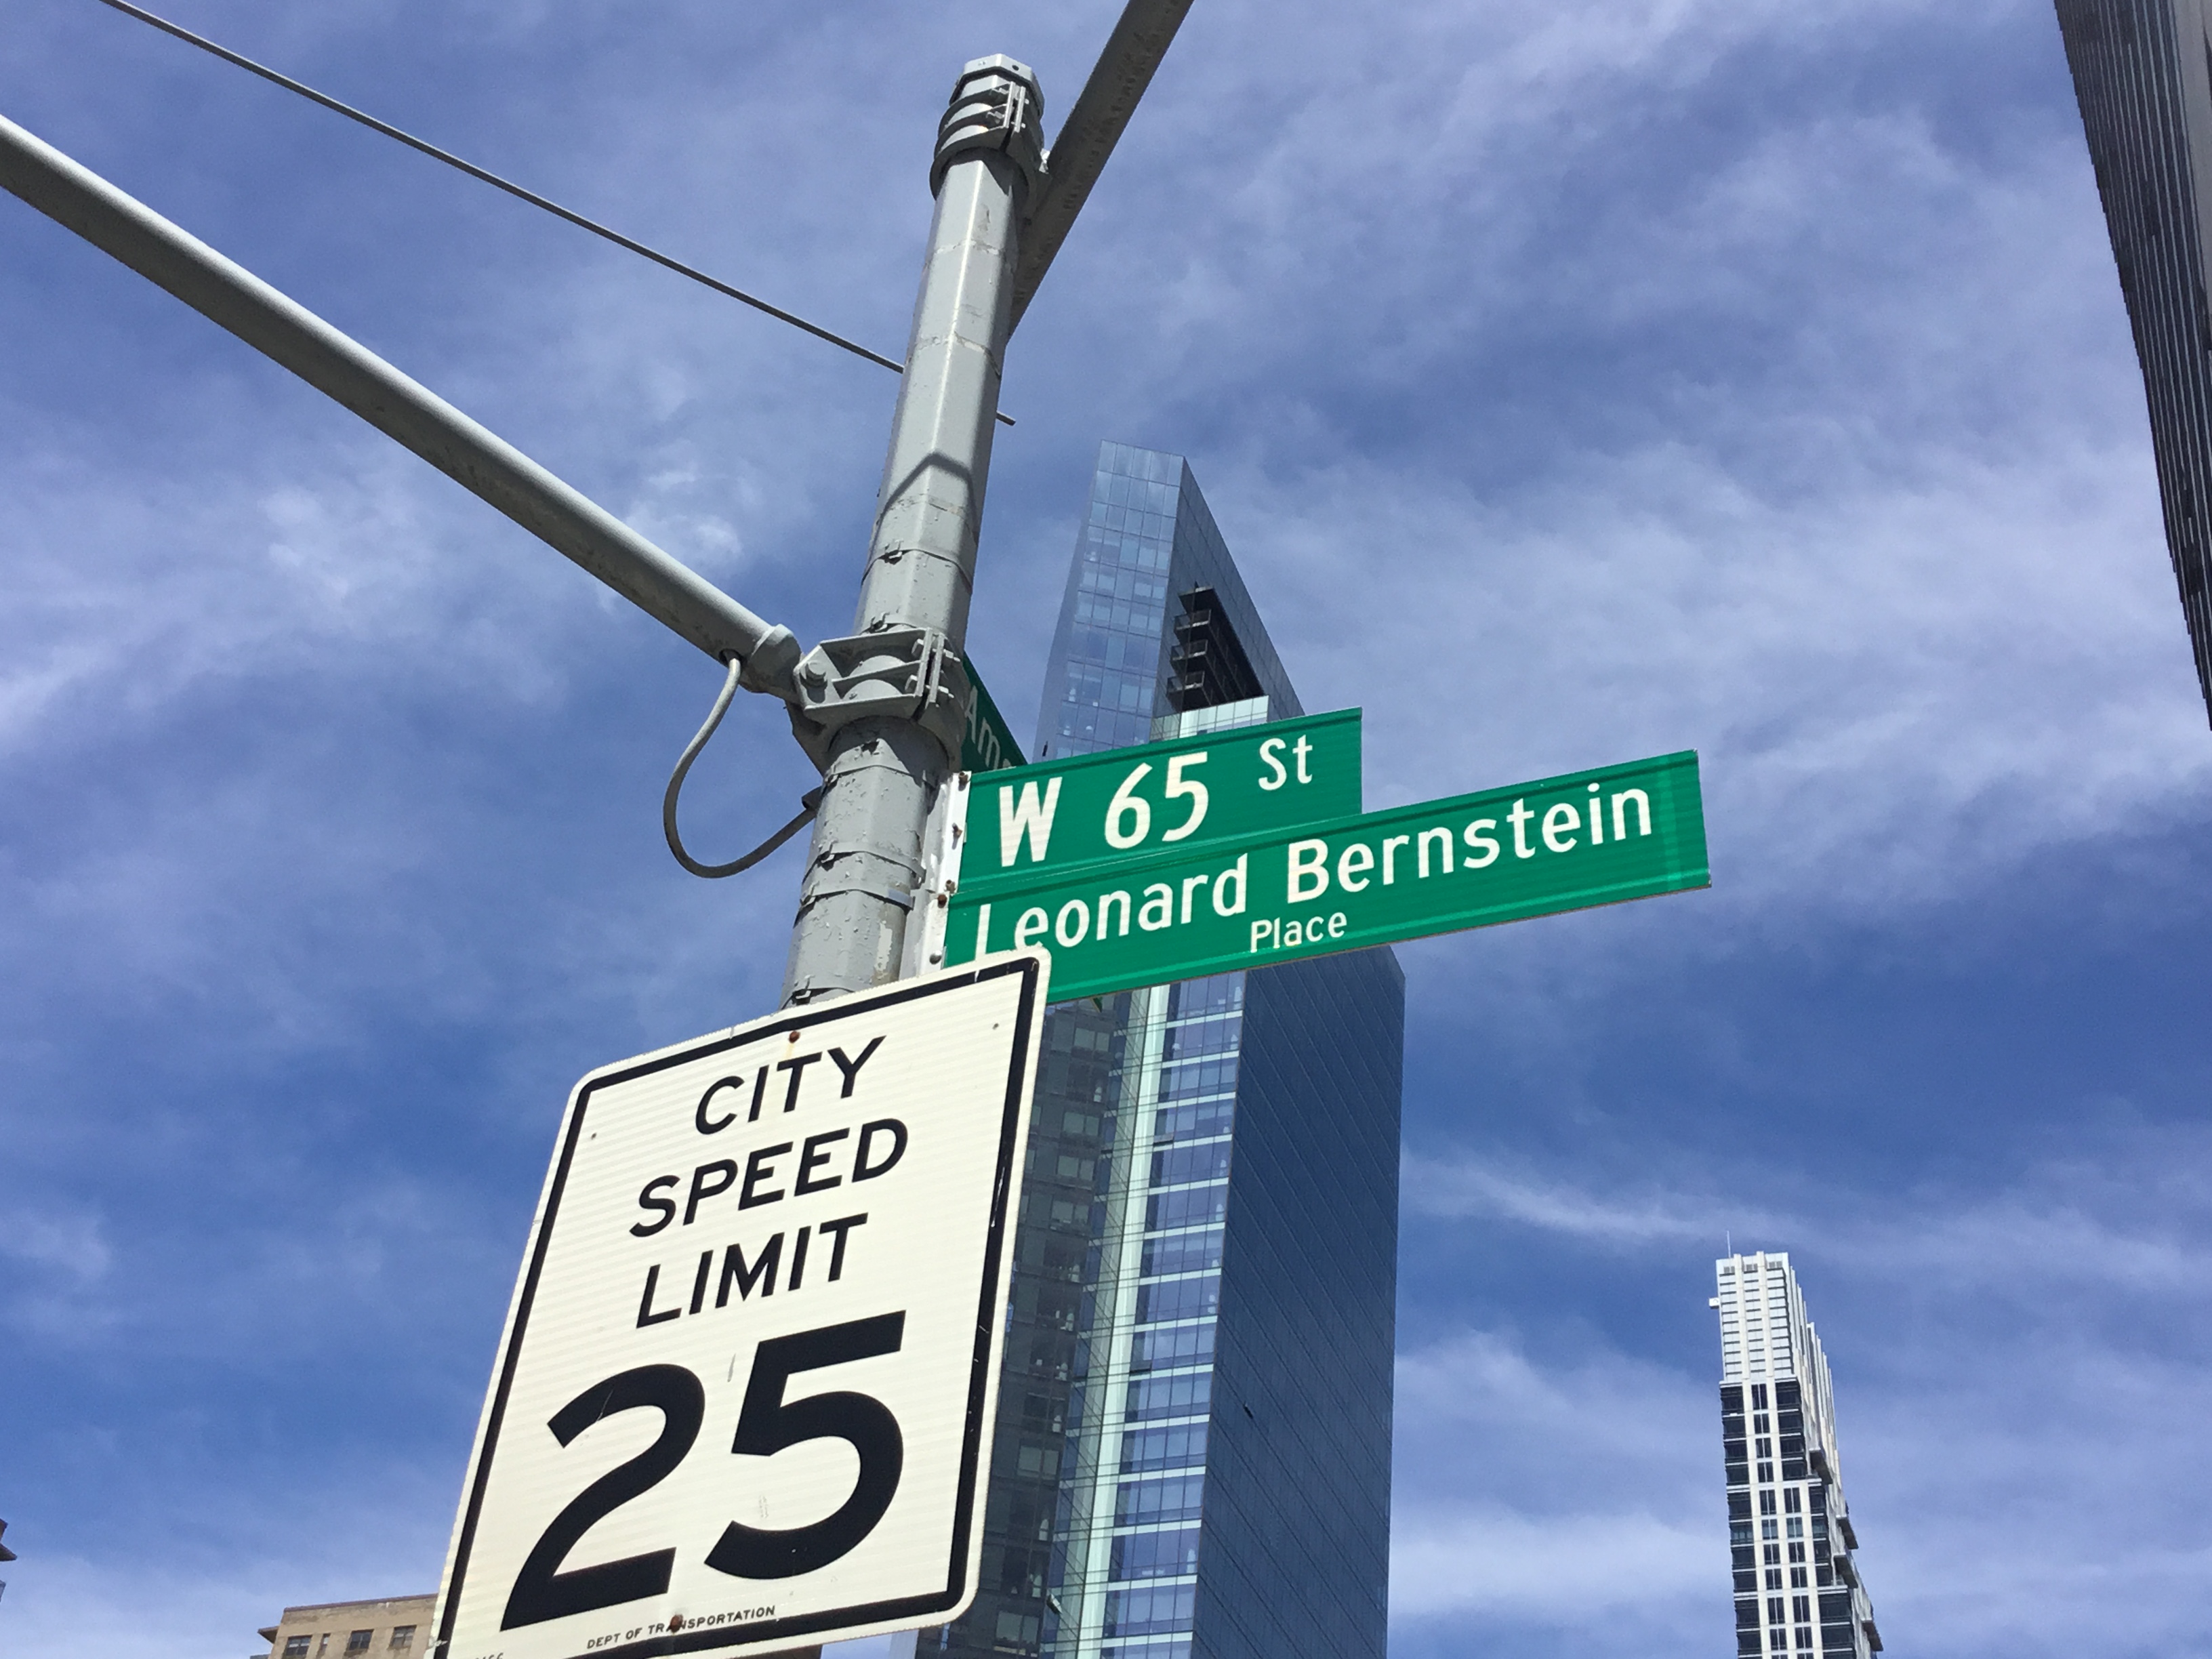 W 65 St
Leonard Bernstein
Place
CITY
SPEED
LIMIT
25
DEPT OF TRANSPORTATION